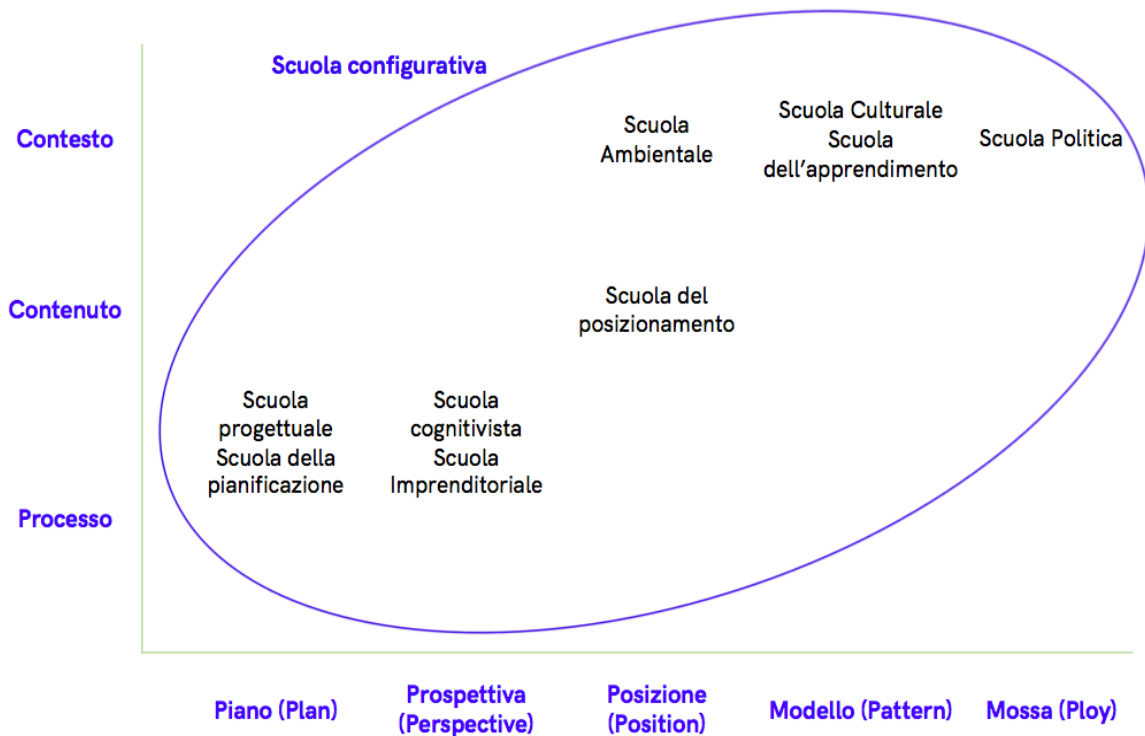 Scuola configurativa
Contesto
Scuola
Ambientale
Scuola Culturale
Scuola
dell'apprendimento
Scuola Politica
Contenuto
Scuola del
posizionamento
Scuola
progettuale
Scuola della
pianificazione
Scuola
cognitivista
Scuola
Imprenditoriale
Processo
Piano (Plan)
Prospettiva
(Perspective)
Posizione
(Position)
Modello (Pattern)
Mossa (Ploy)